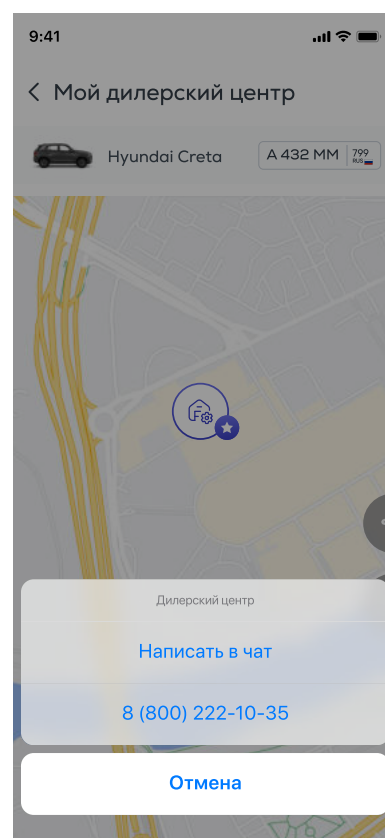 9:41
Мой дилерский центр
Hyundai Creta
А 432 ММ
799
RUS
Дилерский центр
Написать в чат
8 (800) 222-10-35
Отмена